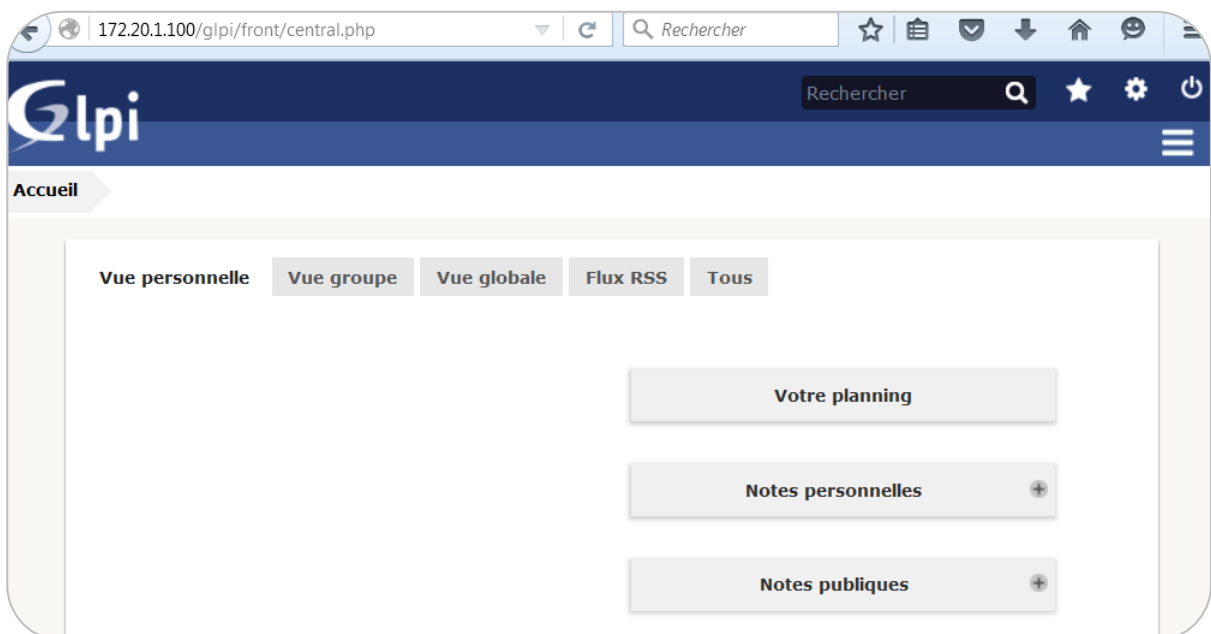 172.20.1.100/glpi/front/central.php Rechercher
Rechercher
Glpi
Accueil
Vue personnelle Vue groupe Vue globale Flux RSS Tous
Votre planning
Notes personnelles
Notes publiques